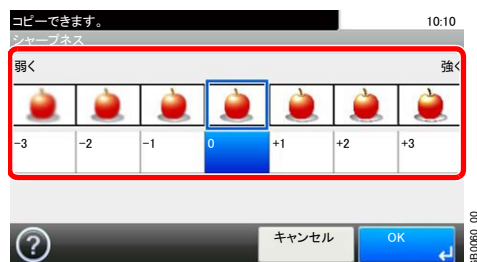 コピーできます。 10:10
シャープネス
弱く 強く
-3 -2 -1 0 +1 +2 +3
? キャンセル OK
GB0060_00